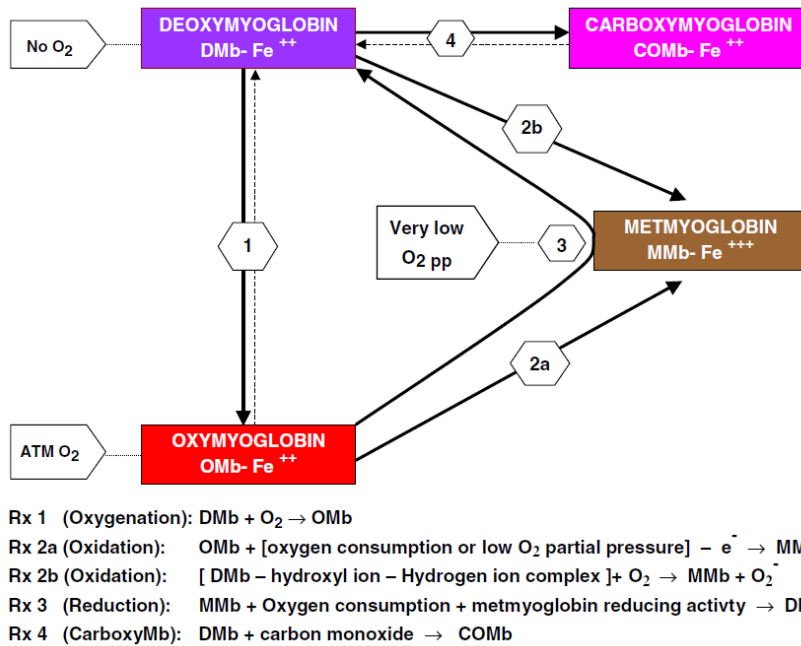 No O2
DEOXYMYOGLOBIN
DMb- Fe ++
4
CARBOXYMYOGLOBIN
COMb- Fe ++
2b
1
Very low
O2 pp
3
METMYOGLOBIN
MMb- Fe +++
2a
ATM O2
OXYMYOGLOBIN
OMb- Fe ++
Rx 1 (Oxygenation): DMb + O2 → OMb
Rx 2a (Oxidation): OMb + [oxygen consumption or low O2 partial pressure] – e- → MM
Rx 2b (Oxidation): [ DMb – hydroxyl ion – Hydrogen ion complex ]+ O2 → MMb + O2-
Rx 3 (Reduction): MMb + Oxygen consumption + metmyoglobin reducing activty → D
Rx 4 (CarboxyMb): DMb + carbon monoxide → COMb